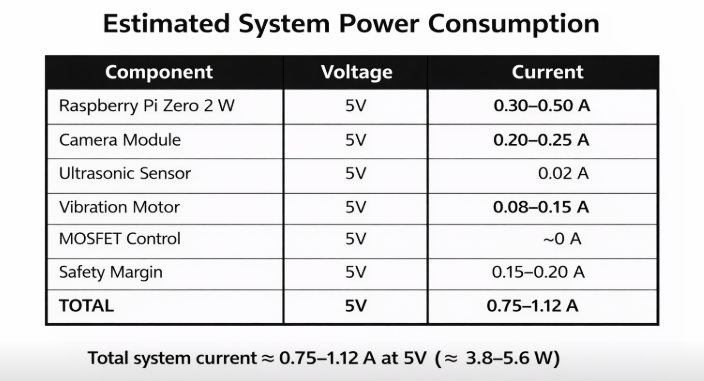 Estimated System Power Consumption
Component Voltage Current
Raspberry Pi Zero 2 W 5V 0.30–0.50 A
Camera Module 5V 0.20–0.25 A
Ultrasonic Sensor 5V 0.02 A
Vibration Motor 5V 0.08–0.15 A
MOSFET Control 5V ~0 A
Safety Margin 5V 0.15–0.20 A
TOTAL 5V 0.75–1.12 A
Total system current ≈ 0.75–1.12 A at 5V (≈ 3.8–5.6 W)